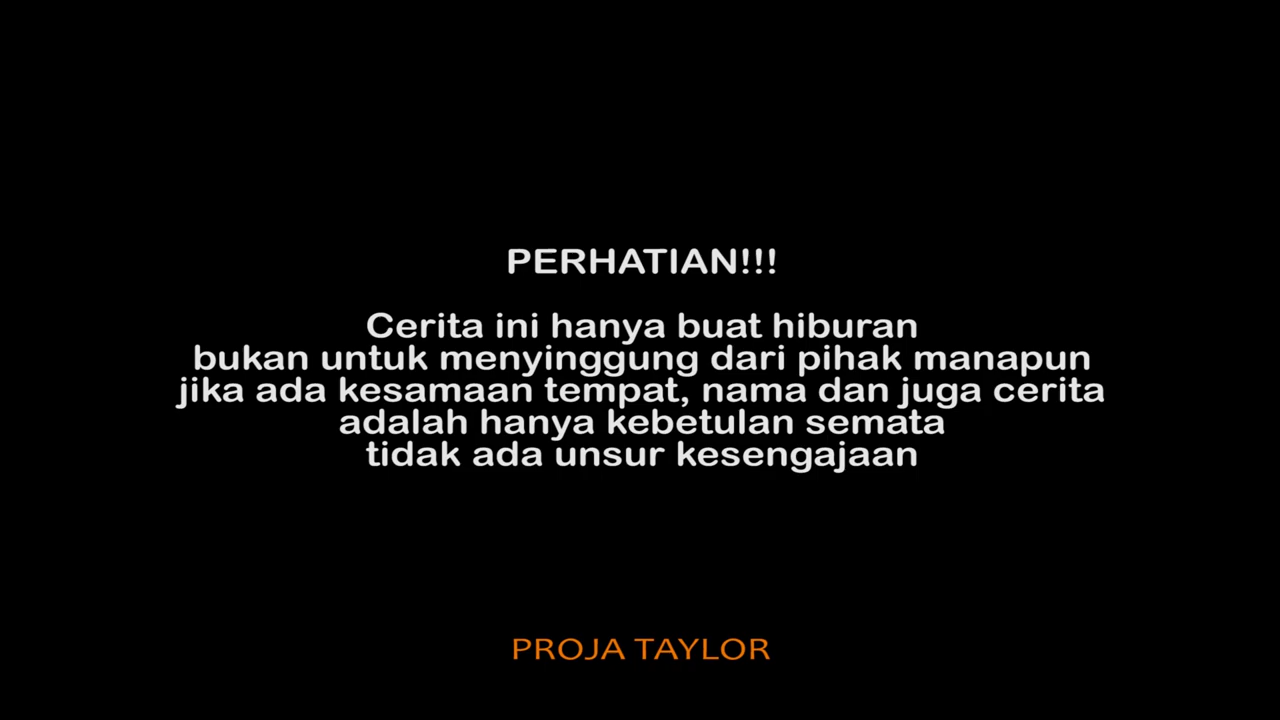 PERHATIAN!!!
Cerita ini hanya buat hiburan
bukan untuk menyinggung dari pihak manapun
jika ada kesamaan tempat, nama dan juga cerita
adalah hanya kebetulan semata
tidak ada unsur kesengajaan
PROJA TAYLOR